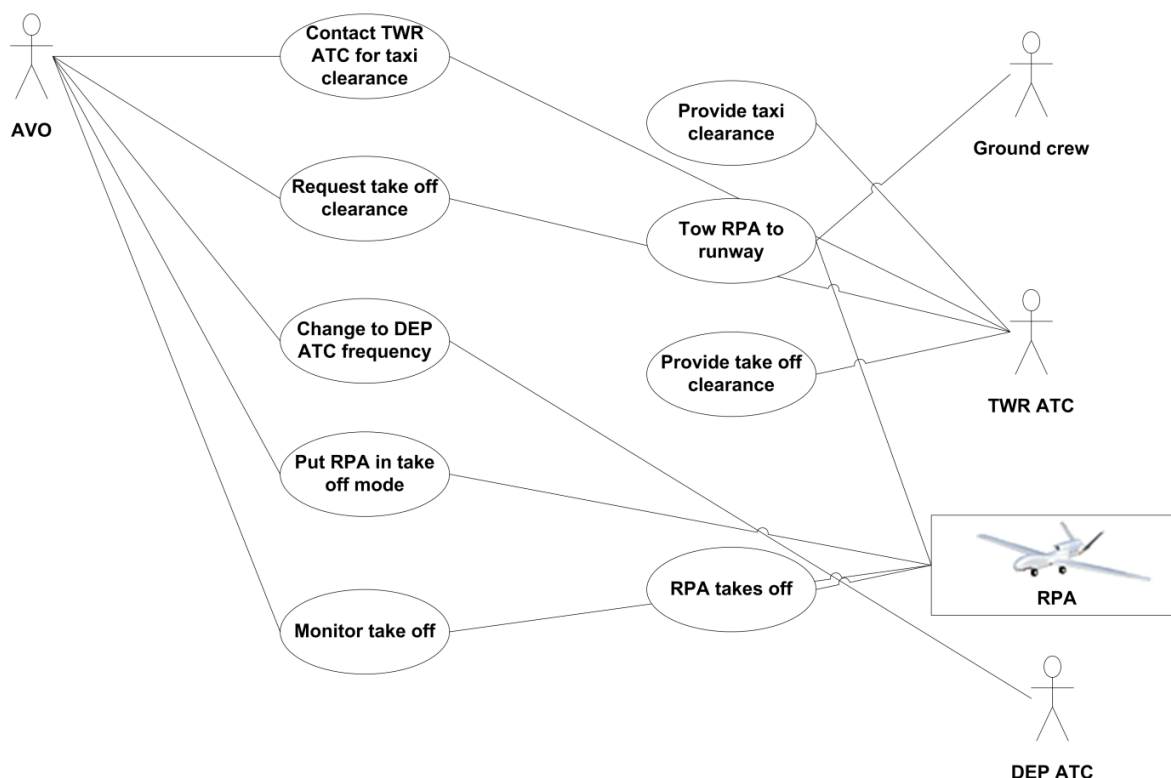 AVO
Contact TWR
ATC for taxi
clearance
Request take off
clearance
Change to DEP
ATC frequency
Put RPA in take
off mode
Monitor take off
Provide taxi
clearance
Tow RPA to
runway
Provide take off
clearance
RPA takes off
Ground crew
TWR ATC
RPA
DEP ATC